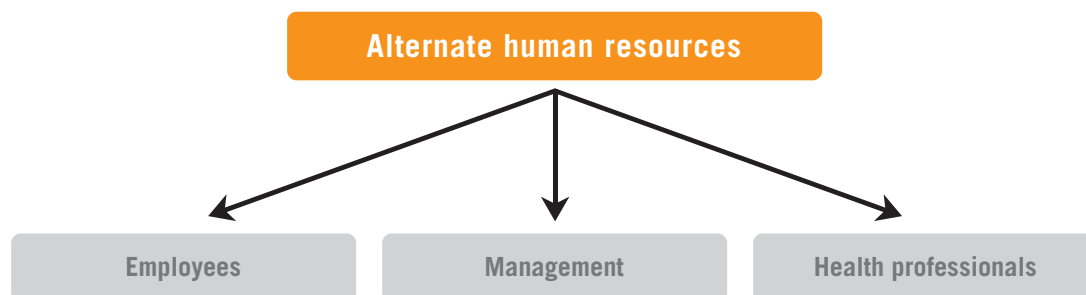 Alternate human resources
Employees
Management
Health professionals